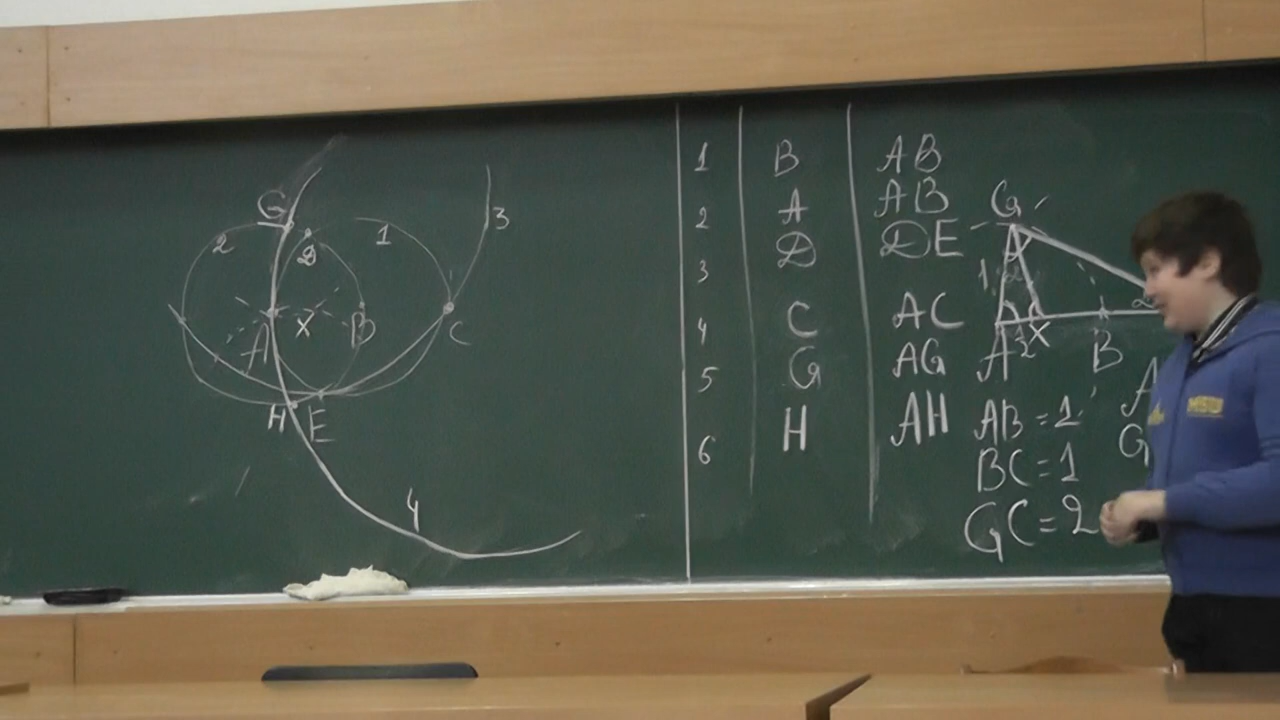 G
2
D
1
3
A
X
B
C
H
E
4
1 B AB
2 A AB
3 D DE
4 C AC
5 G AG
6 H AH
G
1
2
A
X
B
AB = 1
BC = 1
GC = 2
A
G